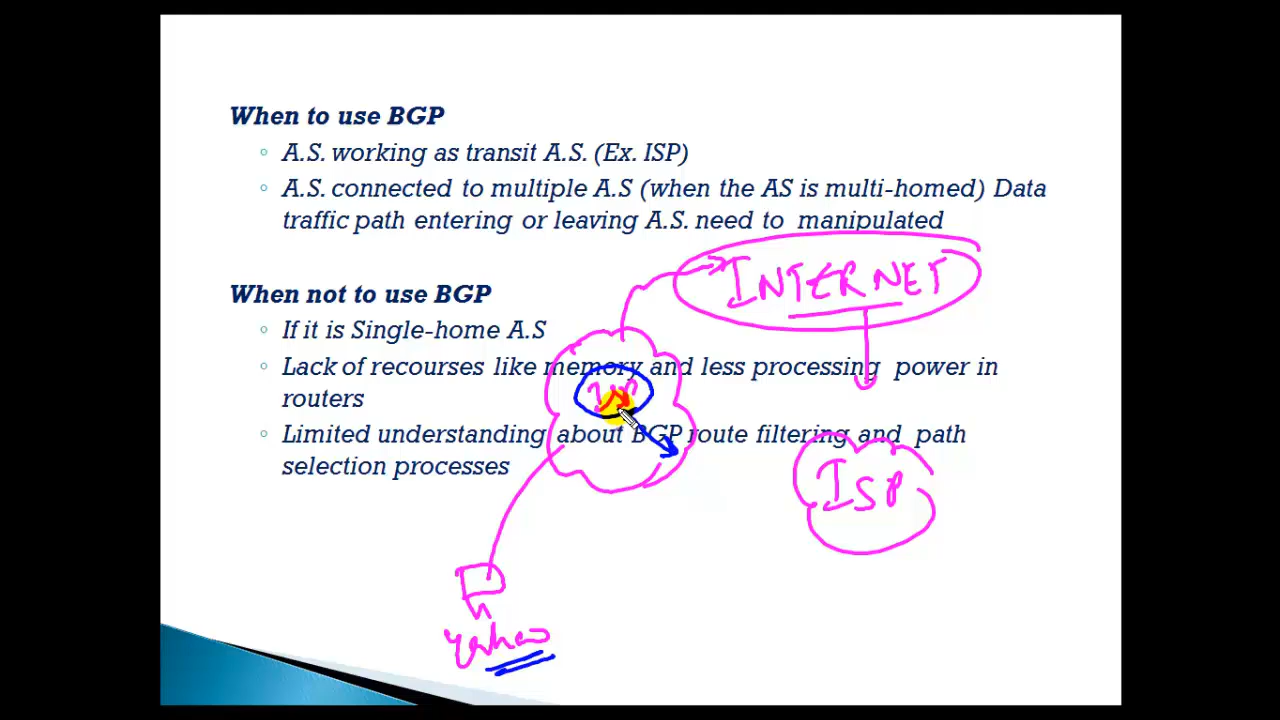 When to use BGP
◦ A.S. working as transit A.S. (Ex. ISP)
◦ A.S. connected to multiple A.S (when the AS is multi-homed) Data
traffic path entering or leaving A.S. need to manipulated
INTERNET
When not to use BGP
◦ If it is Single-home A.S
◦ Lack of recourses like memory and less processing power in
routers
◦ Limited understanding about BGP route filtering and path
selection processes
ISP
yahoo